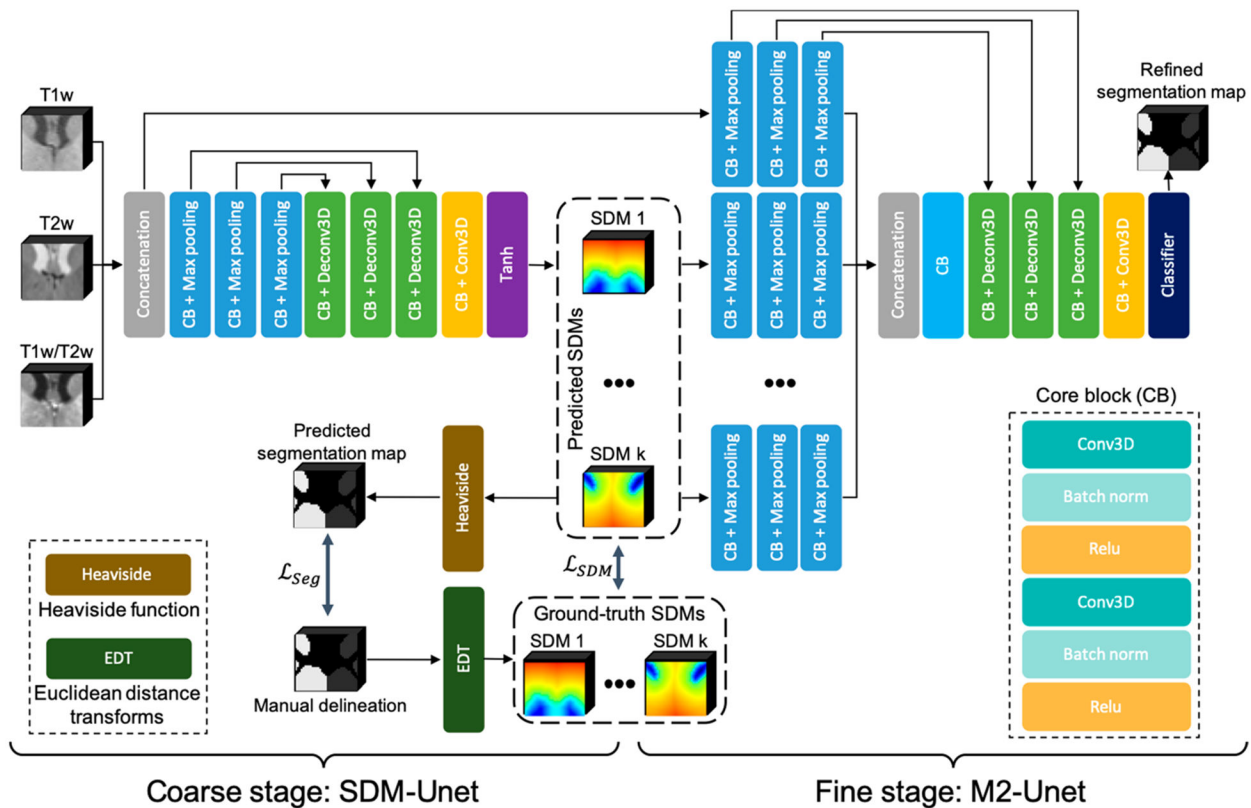 T1w
T2w
T1w/T2w
Concatenation
CB + Max pooling
CB + Max pooling
CB + Max pooling
CB + Deconv3D
CB + Deconv3D
CB + Deconv3D
CB + Conv3D
Tanh
Predicted SDMs
SDM 1
•••
SDM k
CB + Max pooling
CB + Max pooling
CB + Max pooling
CB + Max pooling
CB + Max pooling
CB + Max pooling
•••
CB + Max pooling
CB + Max pooling
CB + Max pooling
Concatenation
CB
CB + Deconv3D
CB + Deconv3D
CB + Deconv3D
CB + Conv3D
Classifier
Refined
segmentation map
Predicted
segmentation map
Heaviside
ℒSeg
ℒSDM
Manual delineation
EDT
Ground-truth SDMs
SDM 1
•••
SDM k
Heaviside
Heaviside function
EDT
Euclidean distance
transforms
Core block (CB)
Conv3D
Batch norm
Relu
Conv3D
Batch norm
Relu
Coarse stage: SDM-Unet
Fine stage: M2-Unet